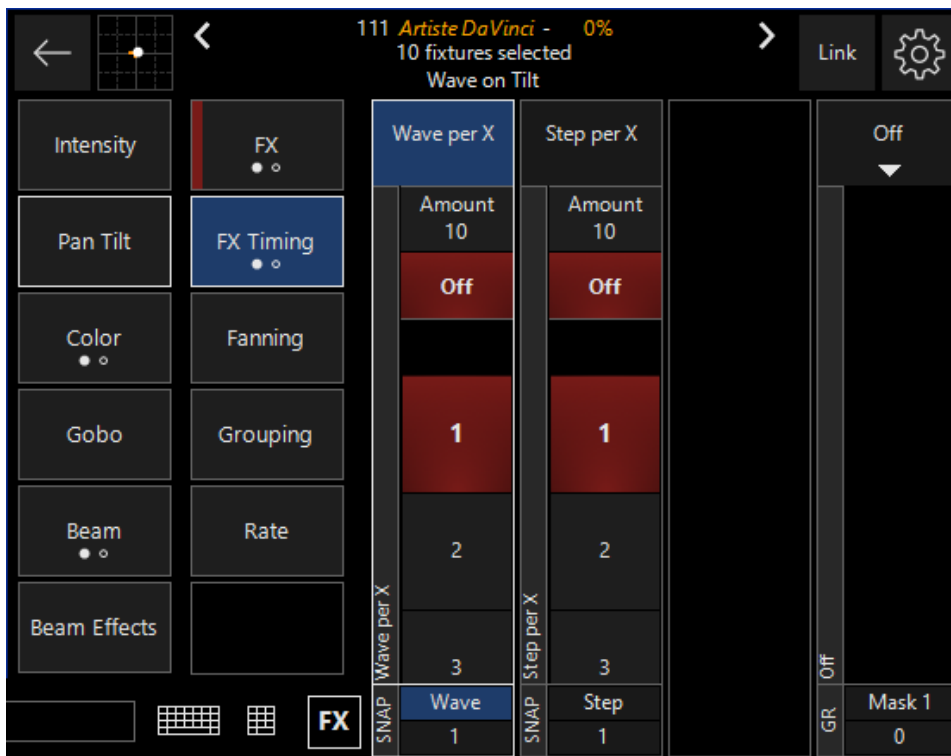 111 Artiste DaVinci - 0%
10 fixtures selected
Wave on Tilt
Link
Intensity
FX
Wave per X
Step per X
Off
Pan Tilt
FX Timing
Amount
10
Amount
10
Off
Off
Color
Fanning
Gobo
Grouping
1
1
Beam
Rate
2
2
Beam Effects
Wave per X
3
Step per X
3
Off
FX
SNAP
Wave
1
SNAP
Step
1
GR
Mask 1
0